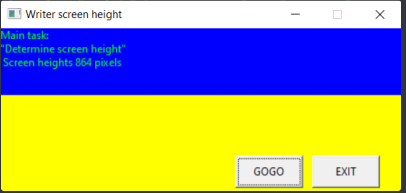 Writer screen height
Main task:
"Determine screen height"
Screen heights 864 pixels
GOGO
EXIT